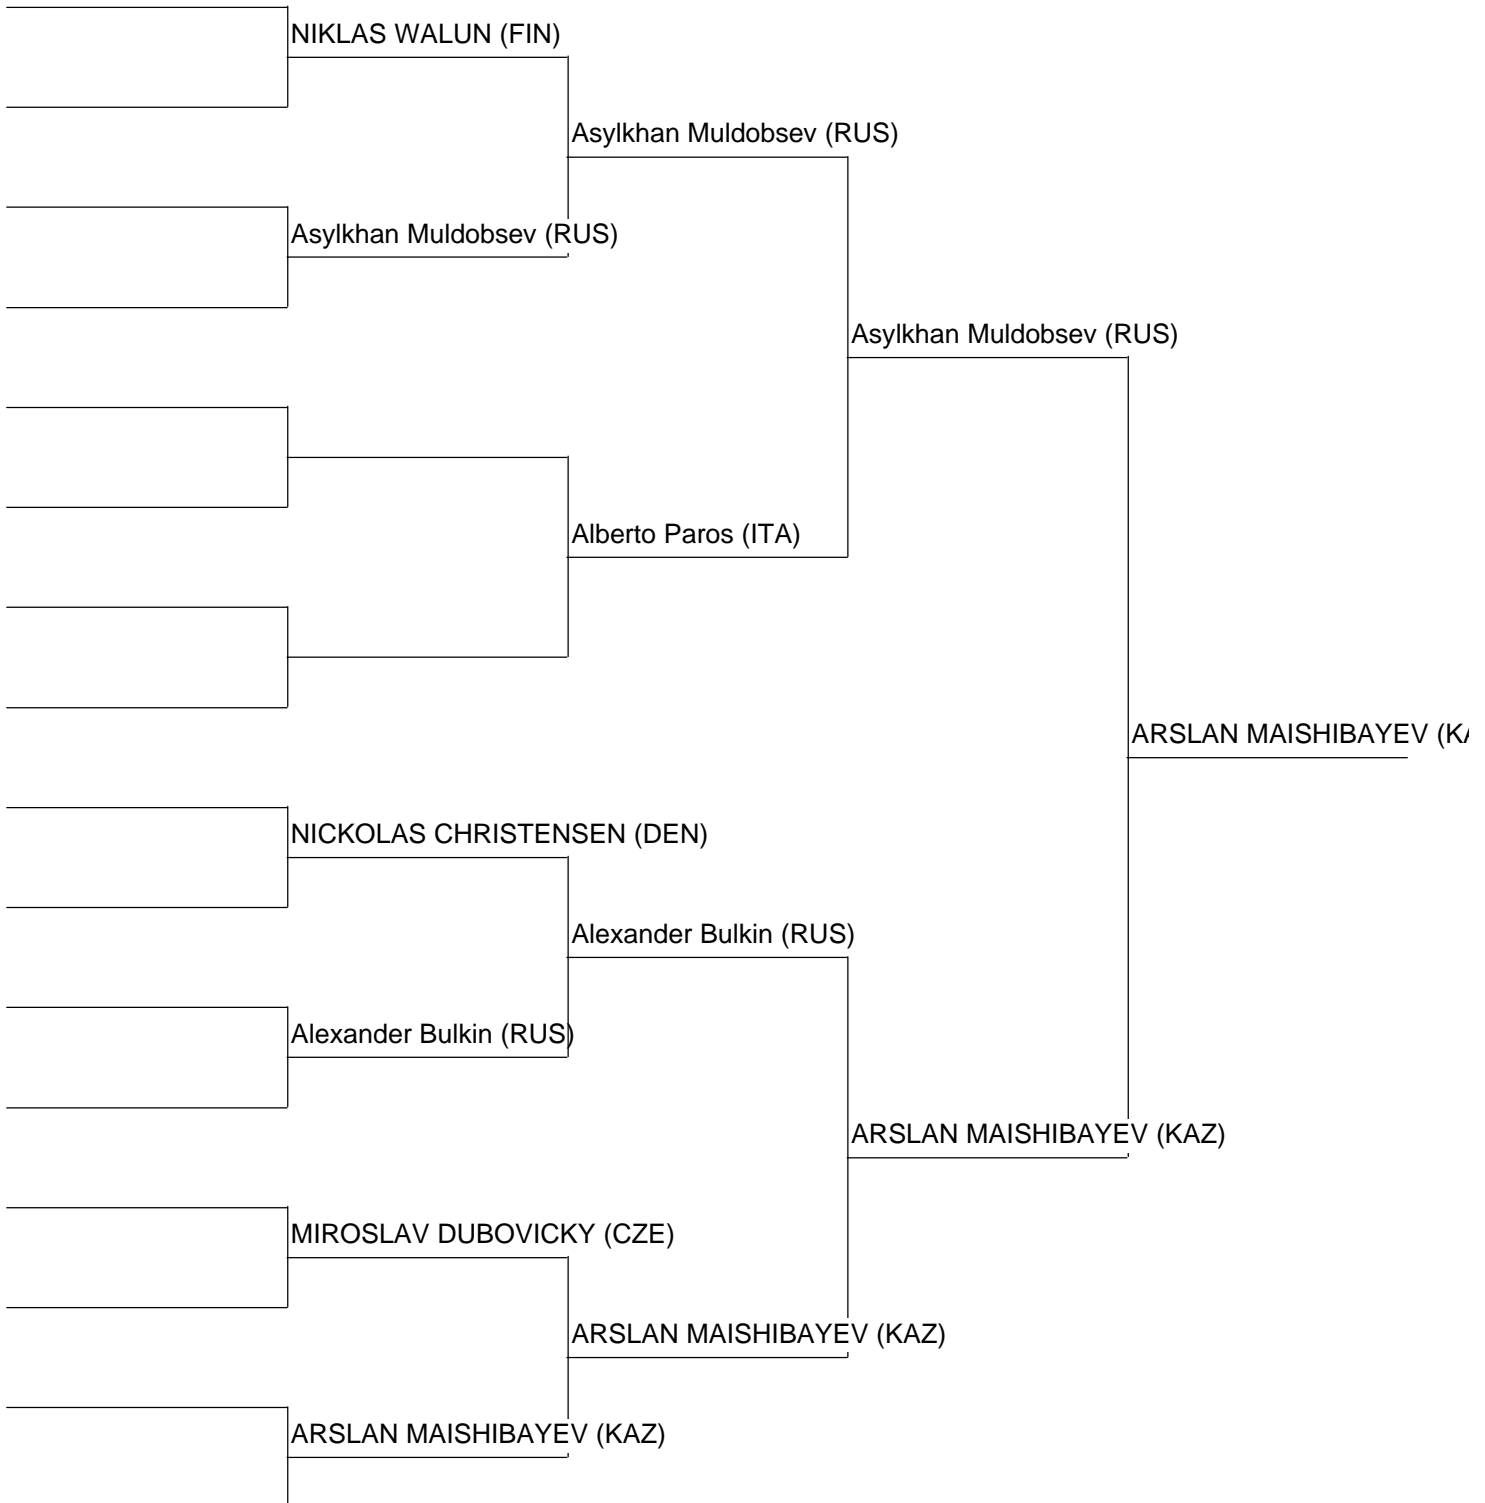 NIKLAS WALUN (FIN)
Asylkhan Muldobsev (RUS)
Asylkhan Muldobsev (RUS)
Asylkhan Muldobsev (RUS)
Alberto Paros (ITA)
ARSLAN MAISHIBAYEV (KA
NICKOLAS CHRISTENSEN (DEN)
Alexander Bulkin (RUS)
Alexander Bulkin (RUS)
ARSLAN MAISHIBAYEV (KAZ)
MIROSLAV DUBOVICKY (CZE)
ARSLAN MAISHIBAYEV (KAZ)
ARSLAN MAISHIBAYEV (KAZ)